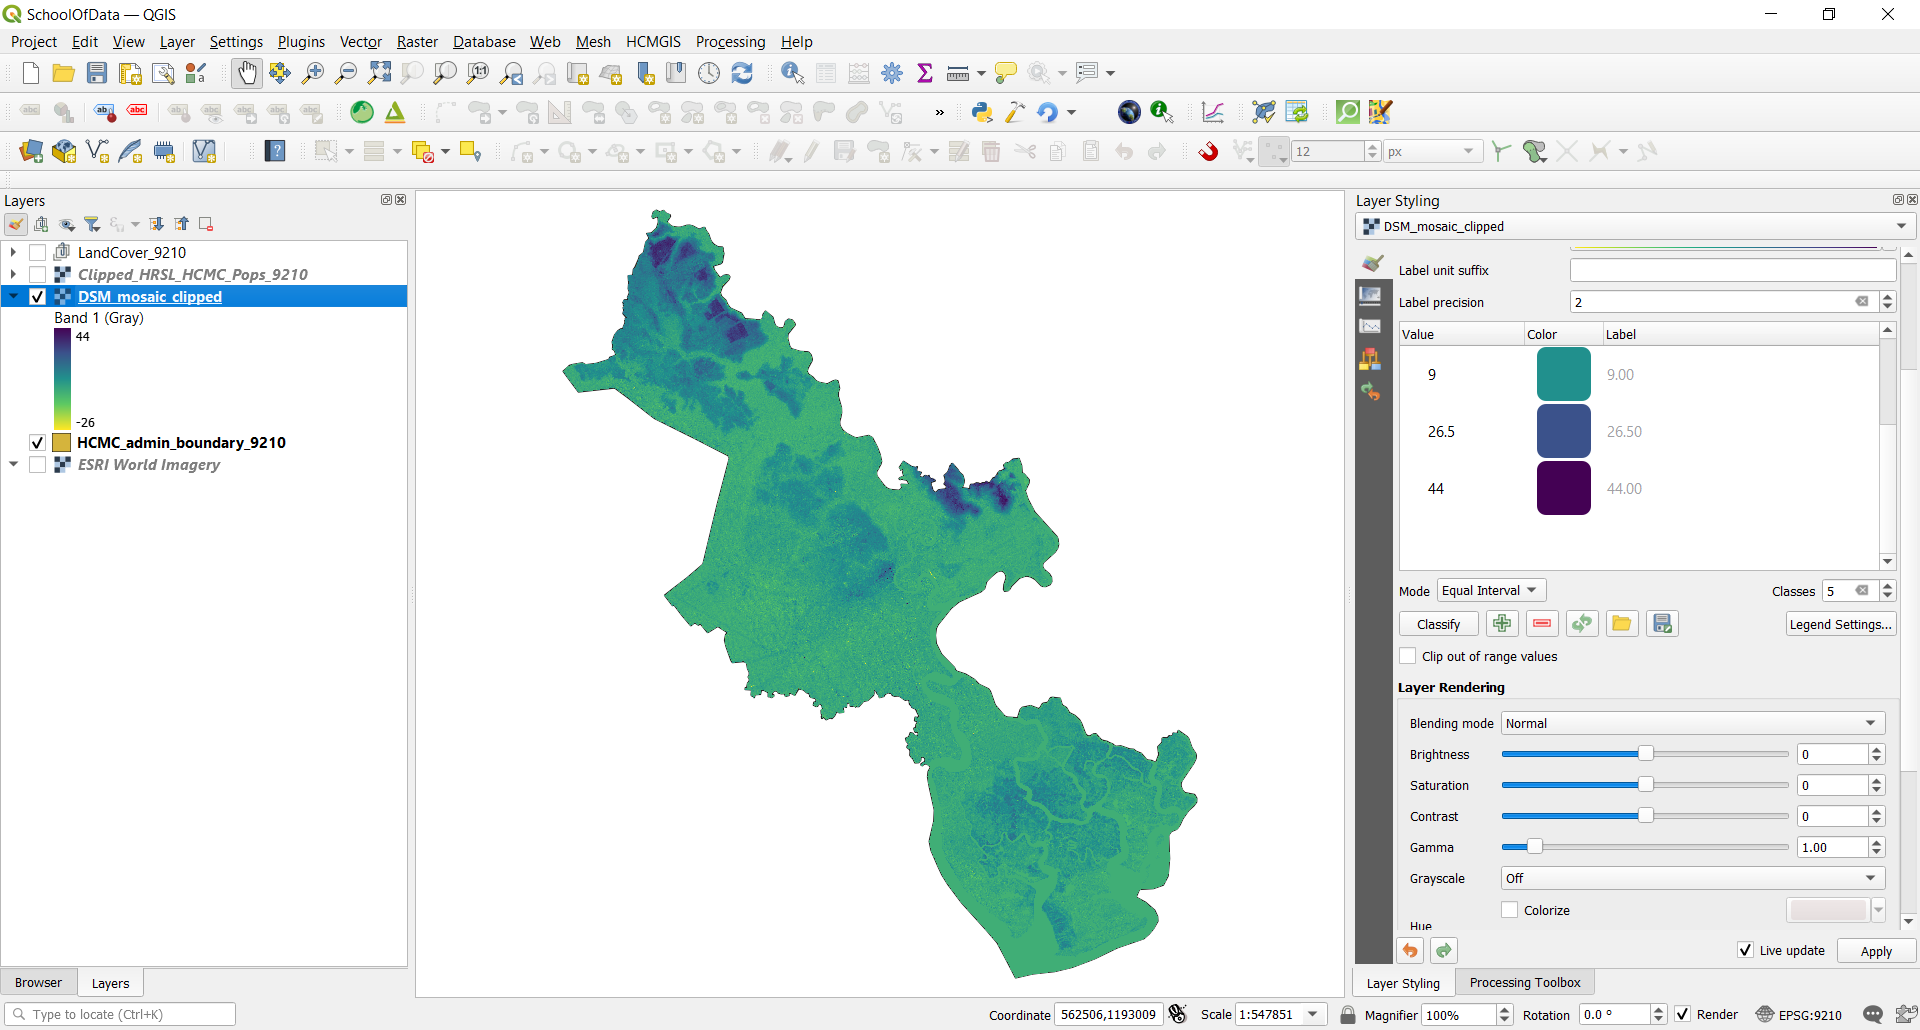 SchoolOfData — QGIS
Project Edit View Layer Settings Plugins Vector Raster Database Web Mesh HCMGIS Processing Help
12 px
Layers
LandCover_9210
Clipped_HRSL_HCMC_Pops_9210
DSM_mosaic_clipped
Band 1 (Gray)
44
-26
HCMC_admin_boundary_9210
ESRI World Imagery
Browser Layers
Layer Styling
DSM_mosaic_clipped
Label unit suffix
Label precision 2
Value Color Label
9 9.00
26.5 26.50
44 44.00
Mode Equal Interval Classes 5
Classify Legend Settings...
Clip out of range values
Layer Rendering
Blending mode Normal
Brightness 0
Saturation 0
Contrast 0
Gamma 1.00
Grayscale Off
Colorize
Hue
Live update Apply
Layer Styling Processing Toolbox
Type to locate (Ctrl+K) Coordinate 562506,1193009 Scale 1:547851 Magnifier 100% Rotation 0.0 ° Render EPSG:9210